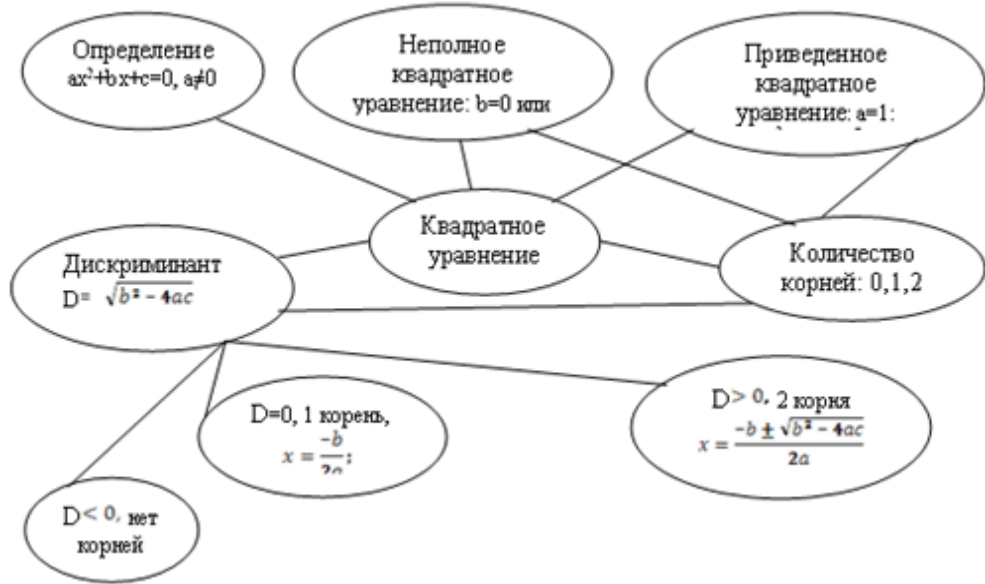 Определение
ax²+bx+c=0, a≠0
Неполное
квадратное
уравнение: b=0 или
Приведенное
квадратное
уравнение: a=1:
Квадратное
уравнение
Количество
корней: 0,1,2
Дискриминант
D= √(b² − 4ac)
D=0, 1 корень,
x = −b/2a;
D > 0, 2 корня
x = (−b ± √(b² − 4ac))/2a
D < 0, нет
корней